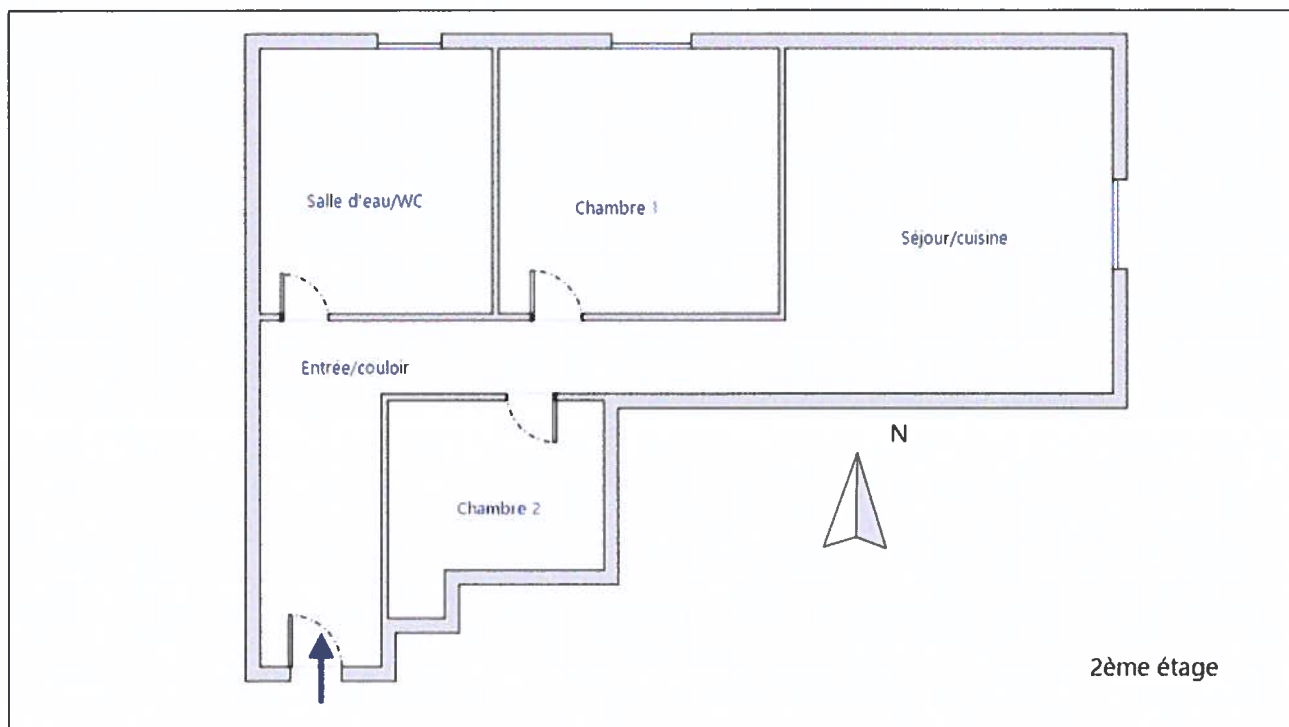 Salle d'eau/WC
Chambre 1
Séjour/cuisine
Entrée/couloir
N
Chambre 2
2ème étage